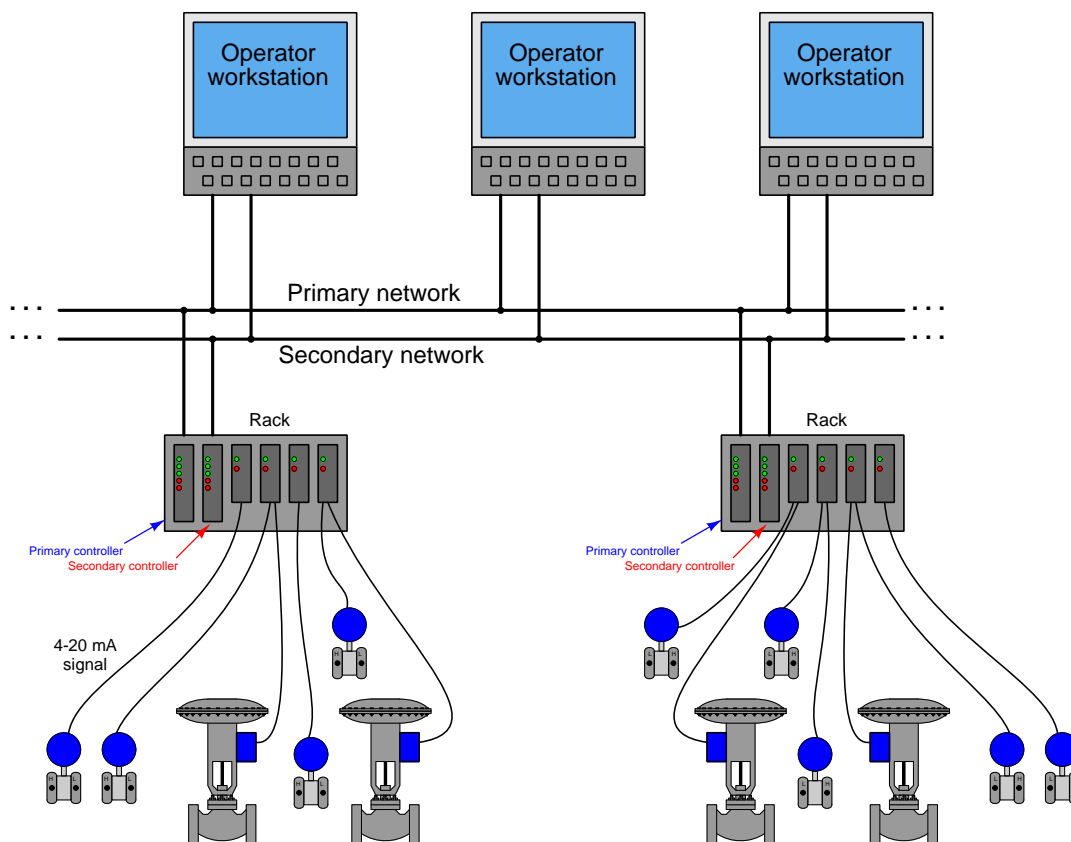 Operator
workstation
Operator
workstation
Operator
workstation
Primary network
Secondary network
. . .
. . .
. . .
. . .
Rack
Rack
Primary controller
Secondary controller
Primary controller
Secondary controller
4-20 mA
signal
H L
L H
L H
H L
H L
H L
L H
L H
L H